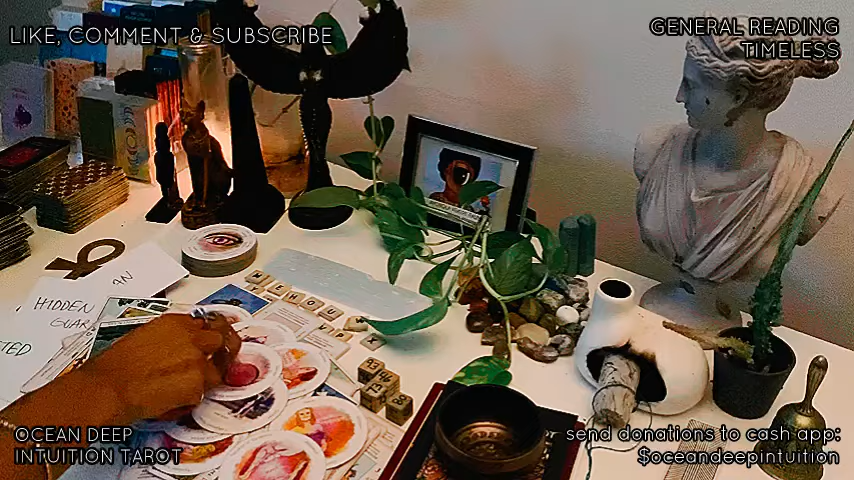 LIKE, COMMENT & SUBSCRIBE
GENERAL READING
TIMELESS
HIDDEN
OCEAN DEEP
INTUITION TAROT
send donations to cash app:
$oceandeepintuition